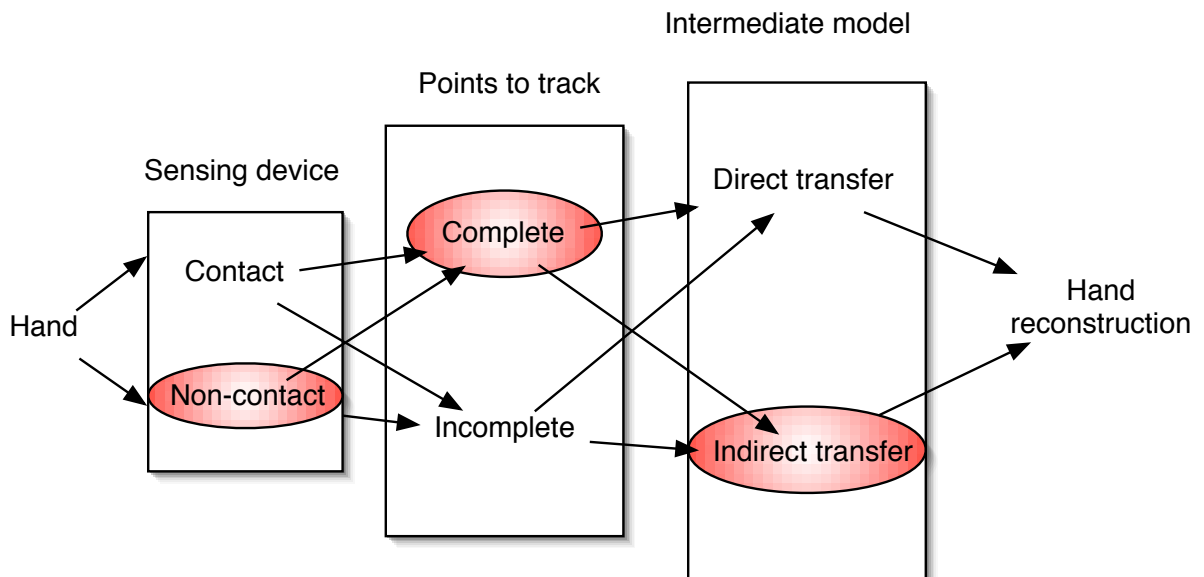 Intermediate model
Points to track
Sensing device
Direct transfer
Complete
Contact
Hand
Hand
reconstruction
Non-contact
Incomplete
Indirect transfer